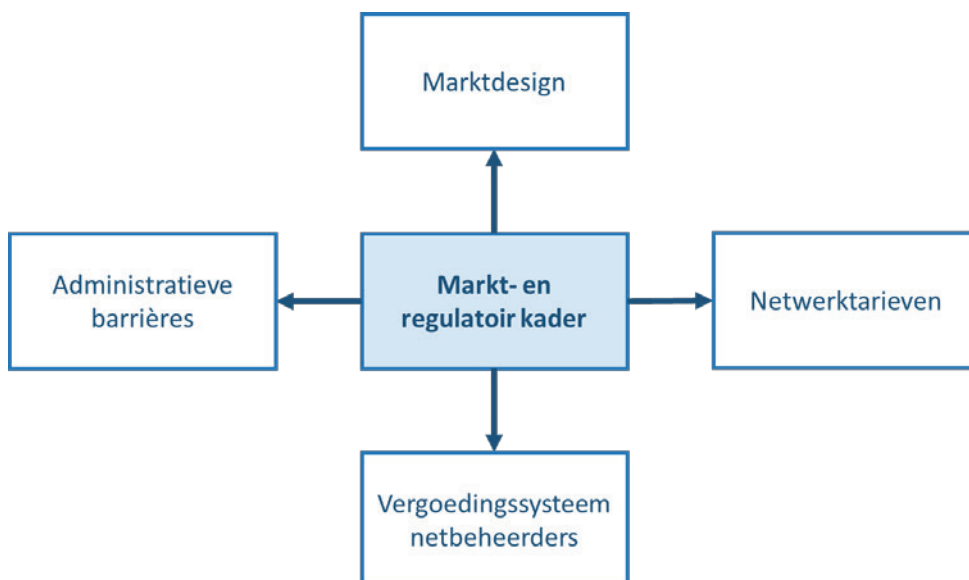 Marktdesign
Administratieve
barrières
Markt- en
regulatoir kader
Netwerktarieven
Vergoedingssysteem
netbeheerders